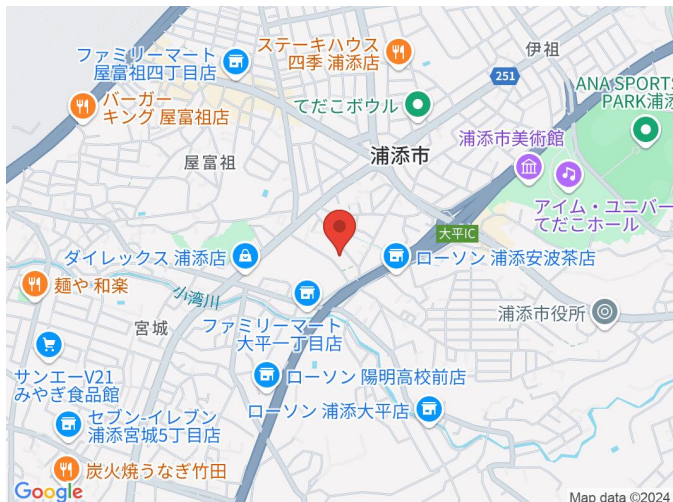 ファミリーマート
屋富祖四丁目店
ステーキハウス
四季 浦添店
伊祖
251
ANA SPORTS
PARK浦添
バーガー
キング 屋富祖店
てだこボウル
浦添市美術館
屋富祖
浦添市
アイム・ユニバー
てだこホール
大平IC
ダイレックス 浦添店
ローソン 浦添安波茶店
麺や 和楽
小湾川
宮城
ファミリーマート
大平一丁目店
浦添市役所
サンエーV21
みやぎ食品館
ローソン 陽明高校前店
ローソン 浦添大平店
セブン-イレブン
浦添宮城5丁目店
炭火焼うなぎ竹田
Google
Map data ©2024